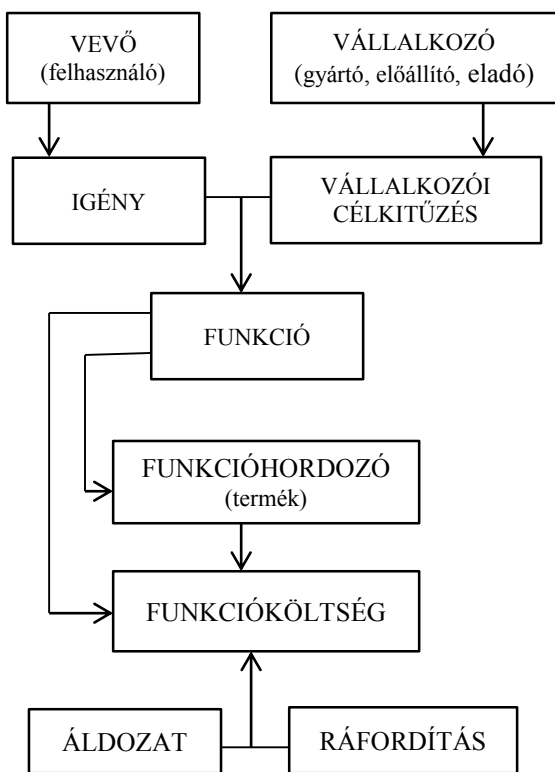 VEVŐ
(felhasználó)
VÁLLALKOZÓ
(gyártó, előállító, eladó)
IGÉNY
VÁLLALKOZÓI
CÉLKITŰZÉS
FUNKCIÓ
FUNKCIÓHORDOZÓ
(termék)
FUNKCIÓKÖLTSÉG
ÁLDOZAT
RÁFORDÍTÁS